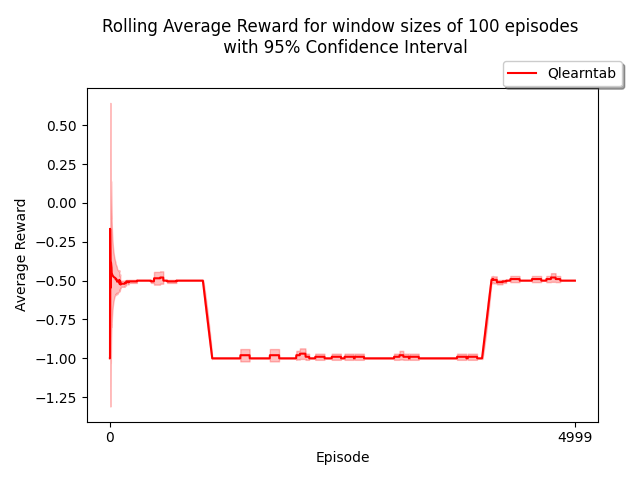 Rolling Average Reward for window sizes of 100 episodes
with 95% Confidence Interval
Qlearntab
0.50
0.25
0.00
−0.25
−0.50
−0.75
−1.00
−1.25
Average Reward
0
4999
Episode